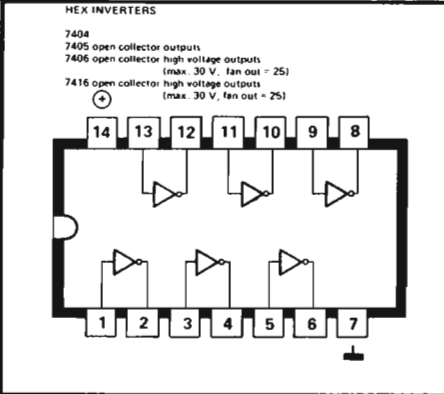 HEX INVERTERS
7404
7405 open collector outputs
7406 open collector high voltage outputs
(max. 30 V, fan out = 25)
7416 open collector high voltage outputs
(max. 30 V, fan out = 25)
+
14 13 12 11 10 9 8
1 2 3 4 5 6 7